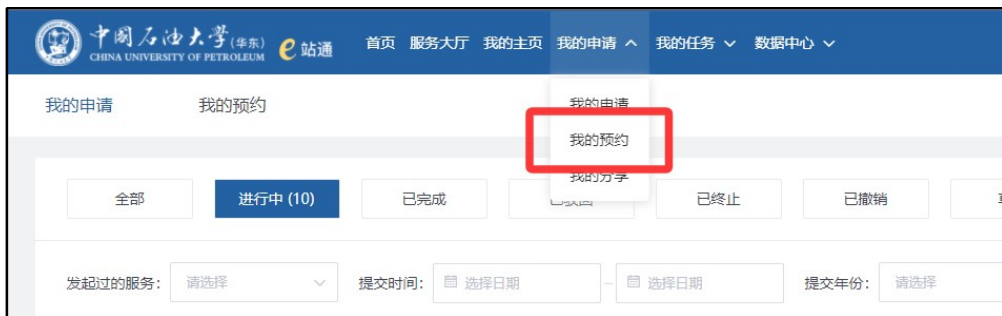 中国石油大学(华东) e站通 首页 服务大厅 我的主页 我的申请 我的任务 数据中心
CHINA UNIVERSITY OF PETROLEUM
我的申请 我的预约 我的申请
我的预约
我的分享
全部 进行中 (10) 已完成 已驳回 已终止 已撤销
发起过的服务： 请选择 提交时间： 选择日期 – 选择日期 提交年份： 请选择